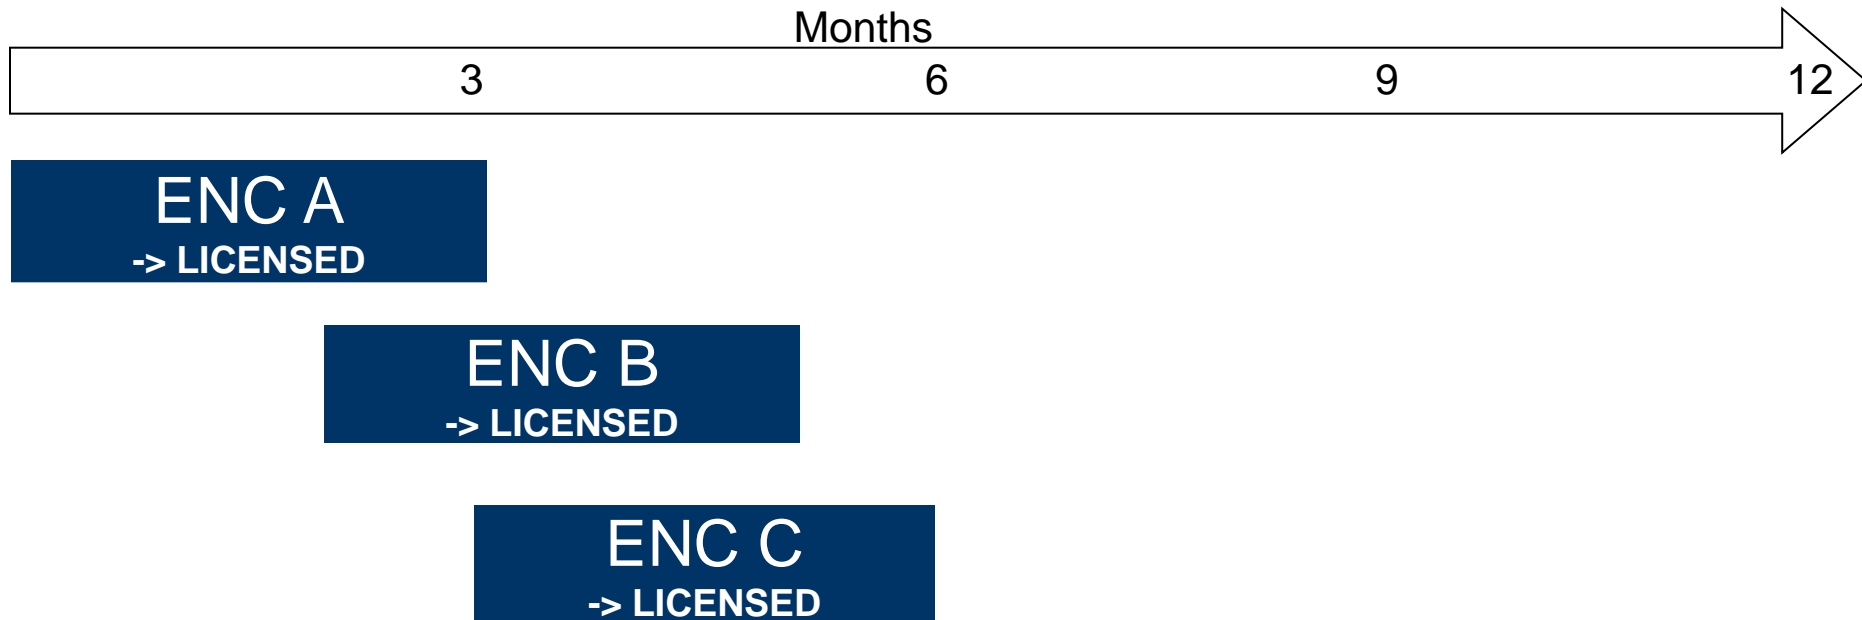 Months
3 6 9 12
ENC A
-> LICENSED
ENC B
-> LICENSED
ENC C
-> LICENSED